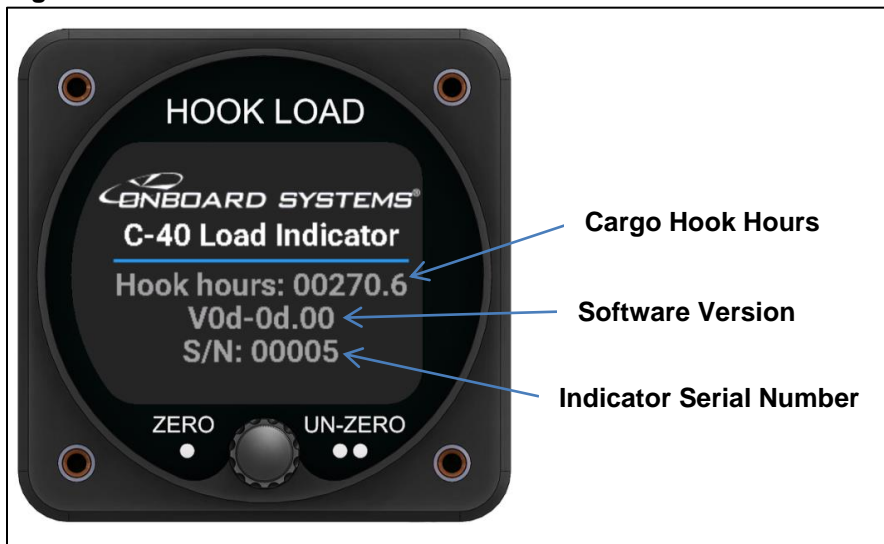 HOOK LOAD
ONBOARD SYSTEMS®
C-40 Load Indicator
Hook hours: 00270.6
V0d-0d.00
S/N: 00005
ZERO
UN-ZERO
Cargo Hook Hours
Software Version
Indicator Serial Number